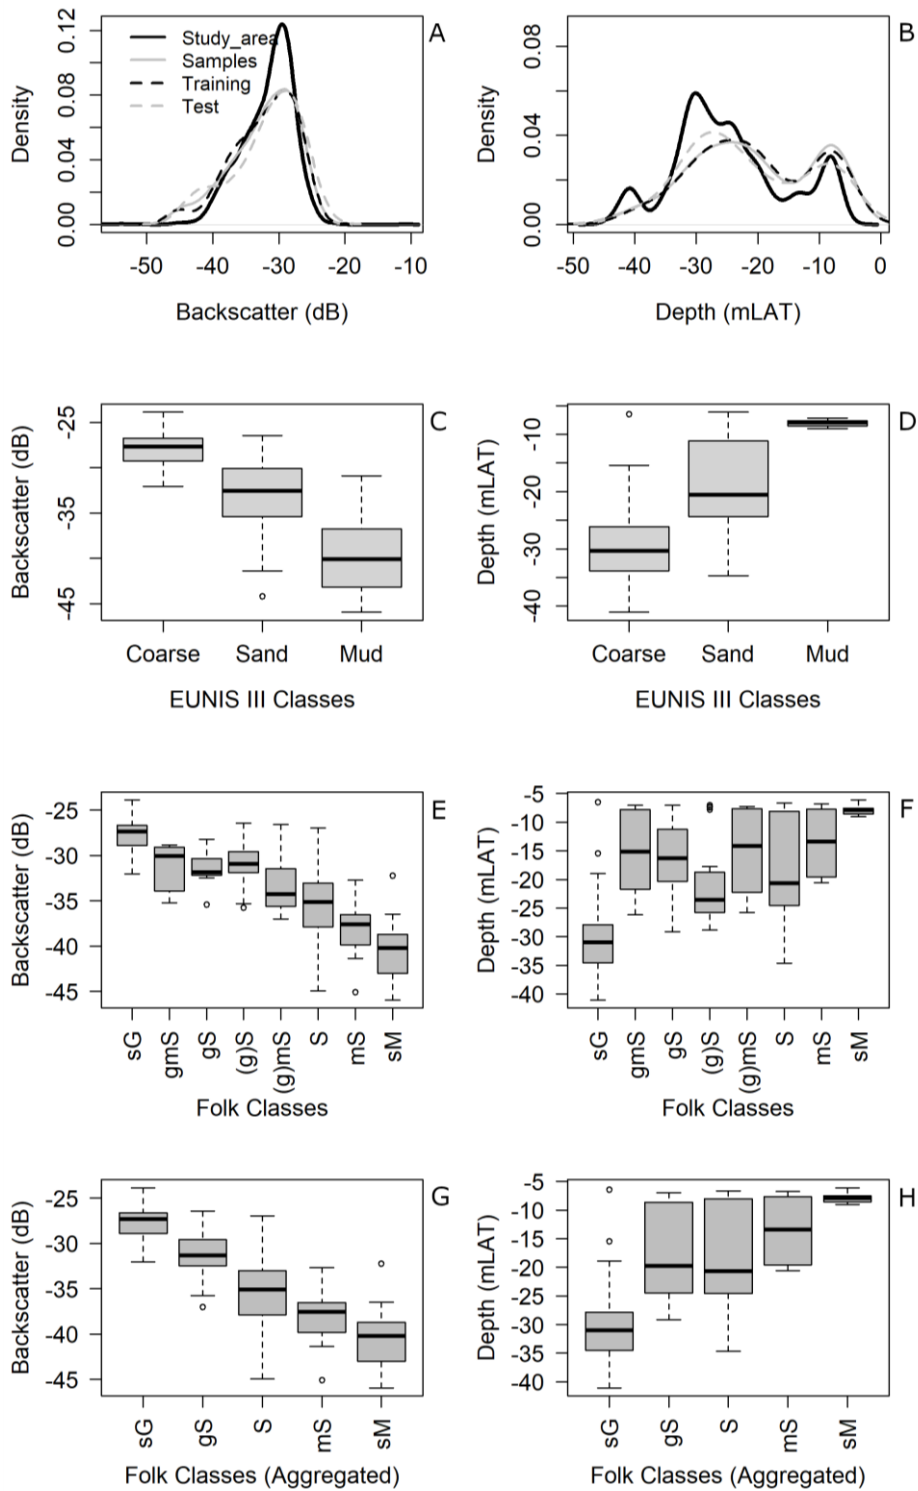 A
Study_area
Samples
Training
Test
0.12
0.08
0.04
0.00
Density
-50 -40 -30 -20 -10
Backscatter (dB)
B
0.08
0.04
0.00
Density
-50 -40 -30 -20 -10 0
Depth (mLAT)
C
-25
-35
-45
Backscatter (dB)
Coarse Sand Mud
EUNIS III Classes
D
-10
-20
-30
-40
Depth (mLAT)
Coarse Sand Mud
EUNIS III Classes
E
-25
-30
-35
-40
-45
Backscatter (dB)
sG gmS gS (g)S (g)mS S mS sM
Folk Classes
F
-5
-10
-15
-20
-25
-30
-35
-40
Depth (mLAT)
sG gmS gS (g)S (g)mS S mS sM
Folk Classes
G
-25
-30
-35
-40
-45
Backscatter (dB)
sG gS S mS sM
Folk Classes (Aggregated)
H
-5
-10
-15
-20
-25
-30
-35
-40
Depth (mLAT)
sG gS S mS sM
Folk Classes (Aggregated)